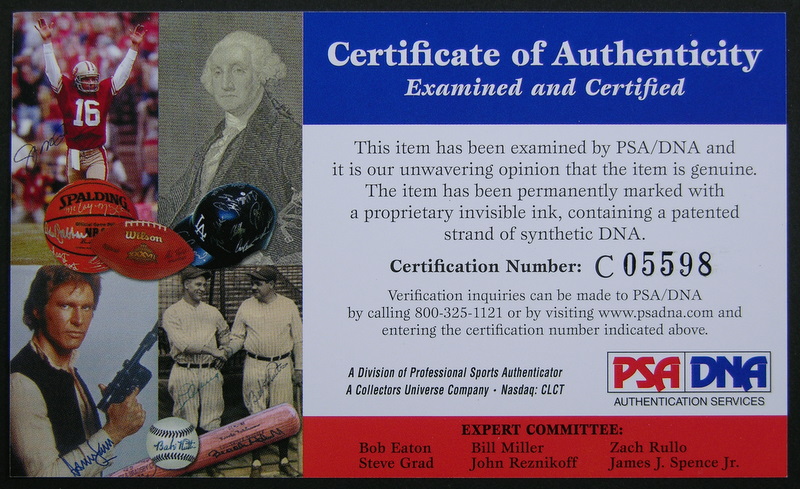 Certificate of Authenticity
Examined and Certified
This item has been examined by PSA/DNA and
it is our unwavering opinion that the item is genuine.
The item has been permanently marked with
a proprietary invisible ink, containing a patented
strand of synthetic DNA.
Certification Number: C 05598
Verification inquiries can be made to PSA/DNA
by calling 800-325-1121 or by visiting www.psadna.com and
entering the certification number indicated above.
A Division of Professional Sports Authenticator
A Collectors Universe Company • Nasdaq: CLCT
PSA DNA
AUTHENTICATION SERVICES
EXPERT COMMITTEE:
Bob Eaton Bill Miller Zach Rullo
Steve Grad John Reznikoff James J. Spence Jr.
16
SPALDING
Wilson
LA
Babe Ruth